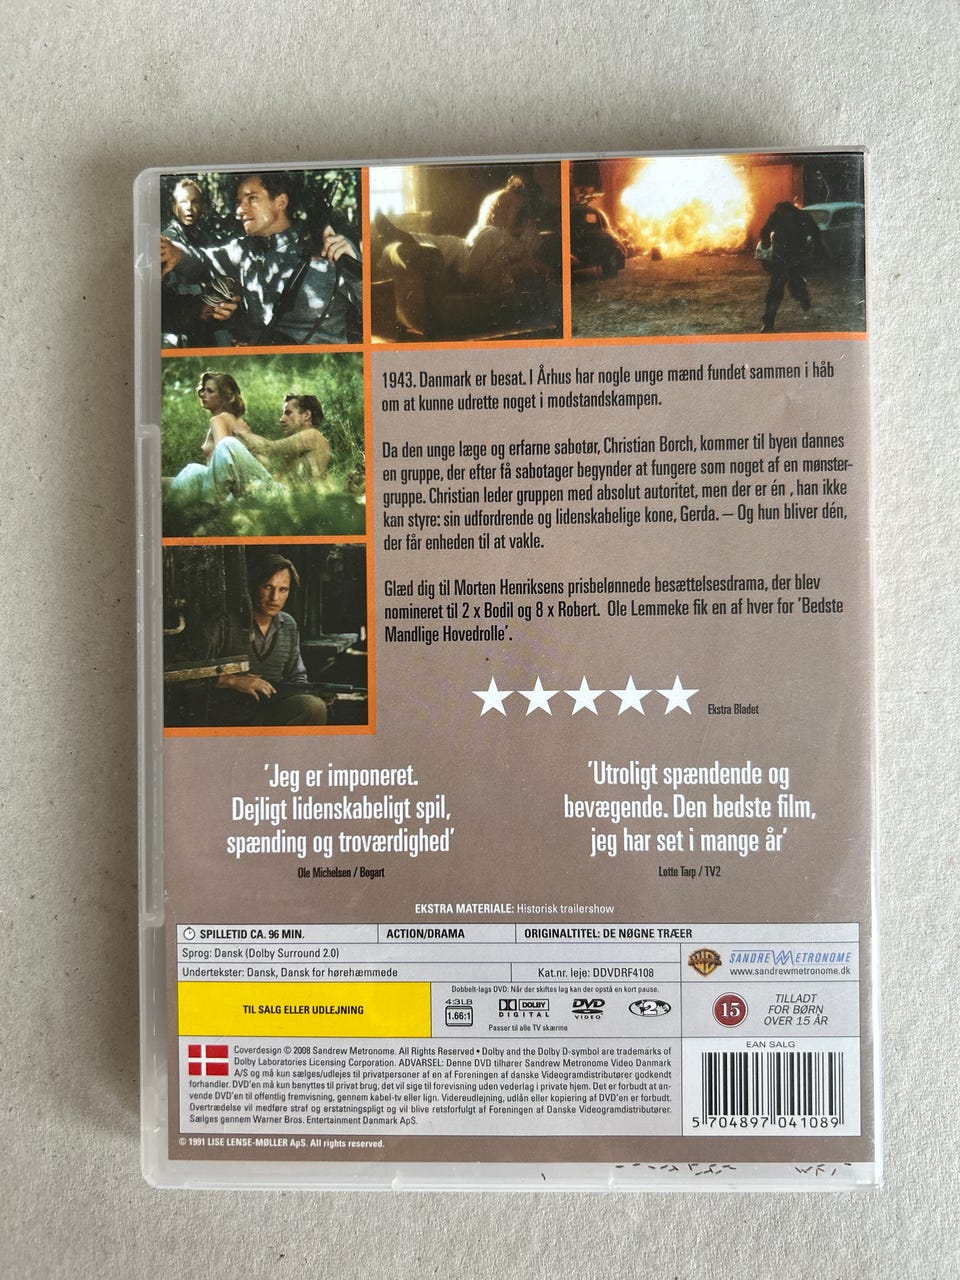 1943. Danmark er besat. I Århus har nogle unge mænd fundet sammen i håb
om at kunne udrette noget i modstandskampen.
Da den unge læge og erfarne sabotør, Christian Borch, kommer til byen dannes
en gruppe, der efter få sabotager begynder at fungere som noget af en mønster-
gruppe. Christian leder gruppen med absolut autoritet, men der er én , han ikke
kan styre: sin udfordrende og lidenskabelige kone, Gerda. – Og hun bliver dén,
der får enheden til at vakle.
Glæd dig til Morten Henriksens prisbelønnede besættelsesdrama, der blev
nomineret til 2 x Bodil og 8 x Robert. Ole Lemmeke fik en af hver for 'Bedste
Mandlige Hovedrolle'.
Ekstra Bladet
'Jeg er imponeret.
Dejligt lidenskabeligt spil,
spænding og troværdighed'
Ole Michelsen / Bogart
'Utroligt spændende og
bevægende. Den bedste film,
jeg har set i mange år'
Lotte Tarp / TV2
EKSTRA MATERIALE: Historisk trailershow
SPILLETID CA. 96 MIN. ACTION/DRAMA ORIGINALTITEL: DE NØGNE TRÆER
Sprog: Dansk (Dolby Surround 2.0)
Undertekster: Dansk, Dansk for hørehæmmede Kat.nr. leje: DDVDRF4108
SANDREW METRONOME
www.sandrewmetronome.dk
TIL SALG ELLER UDLEJNING
Dobbelt-lags DVD: Når der skiftes lag kan der opstå en kort pause.
4:3LB
1.66:1
DOLBY
DIGITAL
DVD
VIDEO
2
Passer til alle TV skærme
15
TILLADT
FOR BØRN
OVER 15 ÅR
Coverdesign © 2008 Sandrew Metronome. All Rights Reserved • Dolby and the Dolby D-symbol are trademarks of
Dolby Laboratories Licensing Corporation. ADVARSEL: Denne DVD tilhører Sandrew Metronome Video Danmark
A/S og må kun sælges/udlejes til privatpersoner af en af Foreningen af danske Videogramdistributører godkendt
forhandler. DVD'en må kun benyttes til privat brug, det vil sige til forevisning uden vederlag i private hjem. Det er forbudt at an-
vende DVD'en til offentlig fremvisning, gennem kabel-tv eller lign. Videreudlejning, udlån eller kopiering af DVD'en er forbudt.
Overtrædelse vil medføre straf og erstatningspligt og vil blive retsforfulgt af Foreningen af Danske Videogramdistributører.
Sælges gennem Warner Bros. Entertainment Danmark ApS.
EAN SALG
5 704897 041089
© 1991 LISE LENSE-MØLLER ApS. All rights reserved.